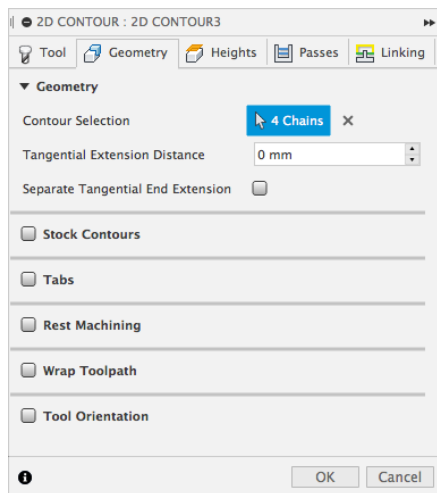 2D CONTOUR : 2D CONTOUR3
Tool Geometry Heights Passes Linking
Geometry
Contour Selection 4 Chains
Tangential Extension Distance 0 mm
Separate Tangential End Extension
Stock Contours
Tabs
Rest Machining
Wrap Toolpath
Tool Orientation
OK Cancel